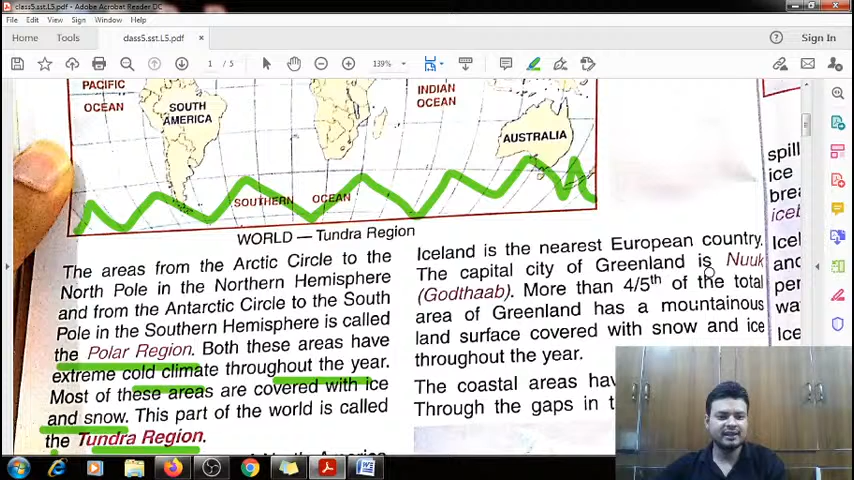 class5.sst.L5.pdf - Adobe Acrobat Reader DC
File Edit View Sign Window Help
Home Tools class5.sst.L5.pdf × Sign In
1 / 5 139%
PACIFIC
OCEAN
SOUTH
AMERICA
INDIAN
OCEAN
AUSTRALIA
SOUTHERN OCEAN
WORLD — Tundra Region
The areas from the Arctic Circle to the
North Pole in the Northern Hemisphere
and from the Antarctic Circle to the South
Pole in the Southern Hemisphere is called
the Polar Region. Both these areas have
extreme cold climate throughout the year.
Most of these areas are covered with ice
and snow. This part of the world is called
the Tundra Region.
Iceland is the nearest European country.
The capital city of Greenland is Nuuk
(Godthaab). More than 4/5th of the total
area of Greenland has a mountainous
land surface covered with snow and ice
throughout the year.
The coastal areas hav
Through the gaps in t
spill
ice
brea
iceb
Icel
and
per
wa
Ice